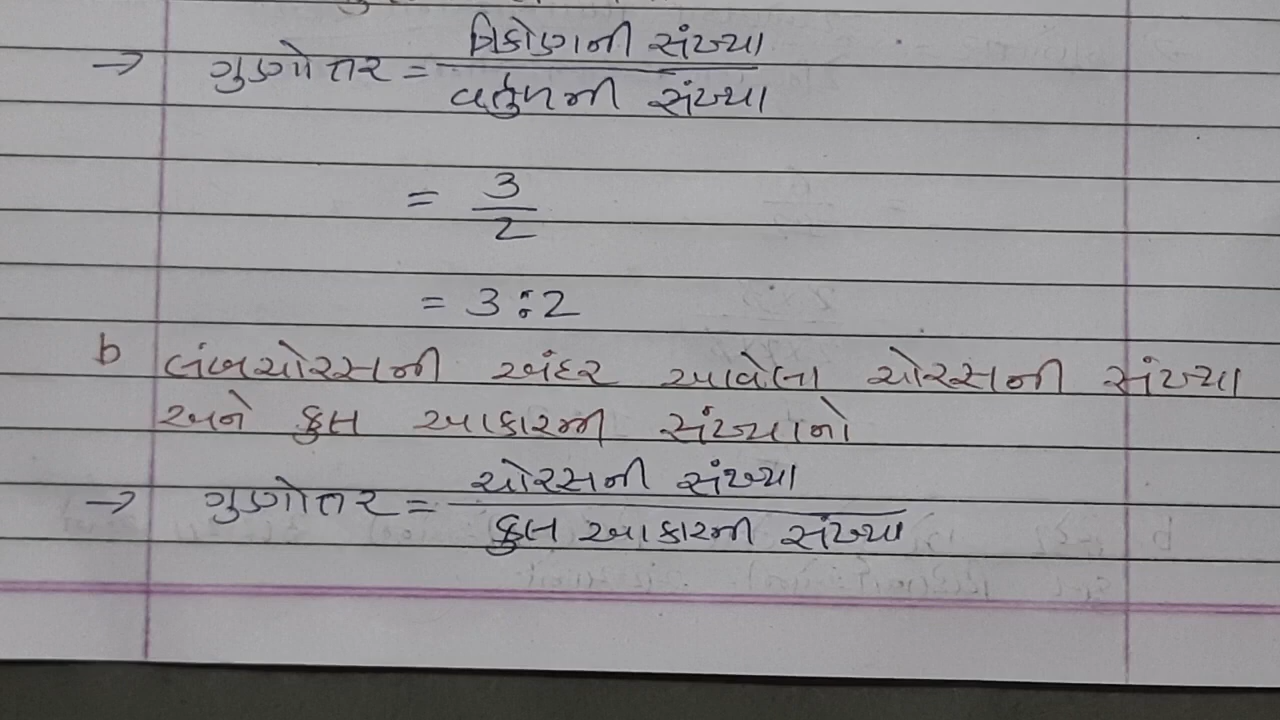 → ગુણોત્તર = ત્રિકોણની સંખ્યા
વર્તુળની સંખ્યા
= 3
2
= 3:2
b લંબચોરસની અંદર આવેલા ચોરસની સંખ્યા
અને કુલ આકારની સંખ્યાનો
→ ગુણોત્તર = ચોરસની સંખ્યા
કુલ આકારની સંખ્યા